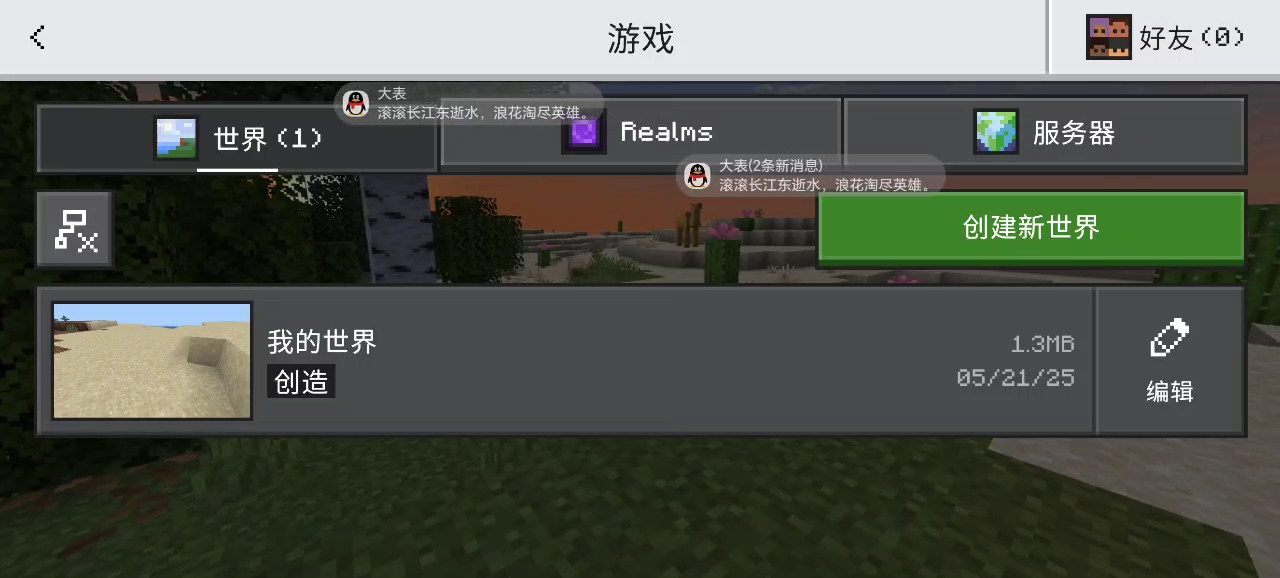 游戏
好友(0)
大表
滚滚长江东逝水，浪花淘尽英雄。
世界(1)
Realms
服务器
大表(2条新消息)
滚滚长江东逝水，浪花淘尽英雄。
创建新世界
我的世界
创造
1.3MB
05/21/25
编辑